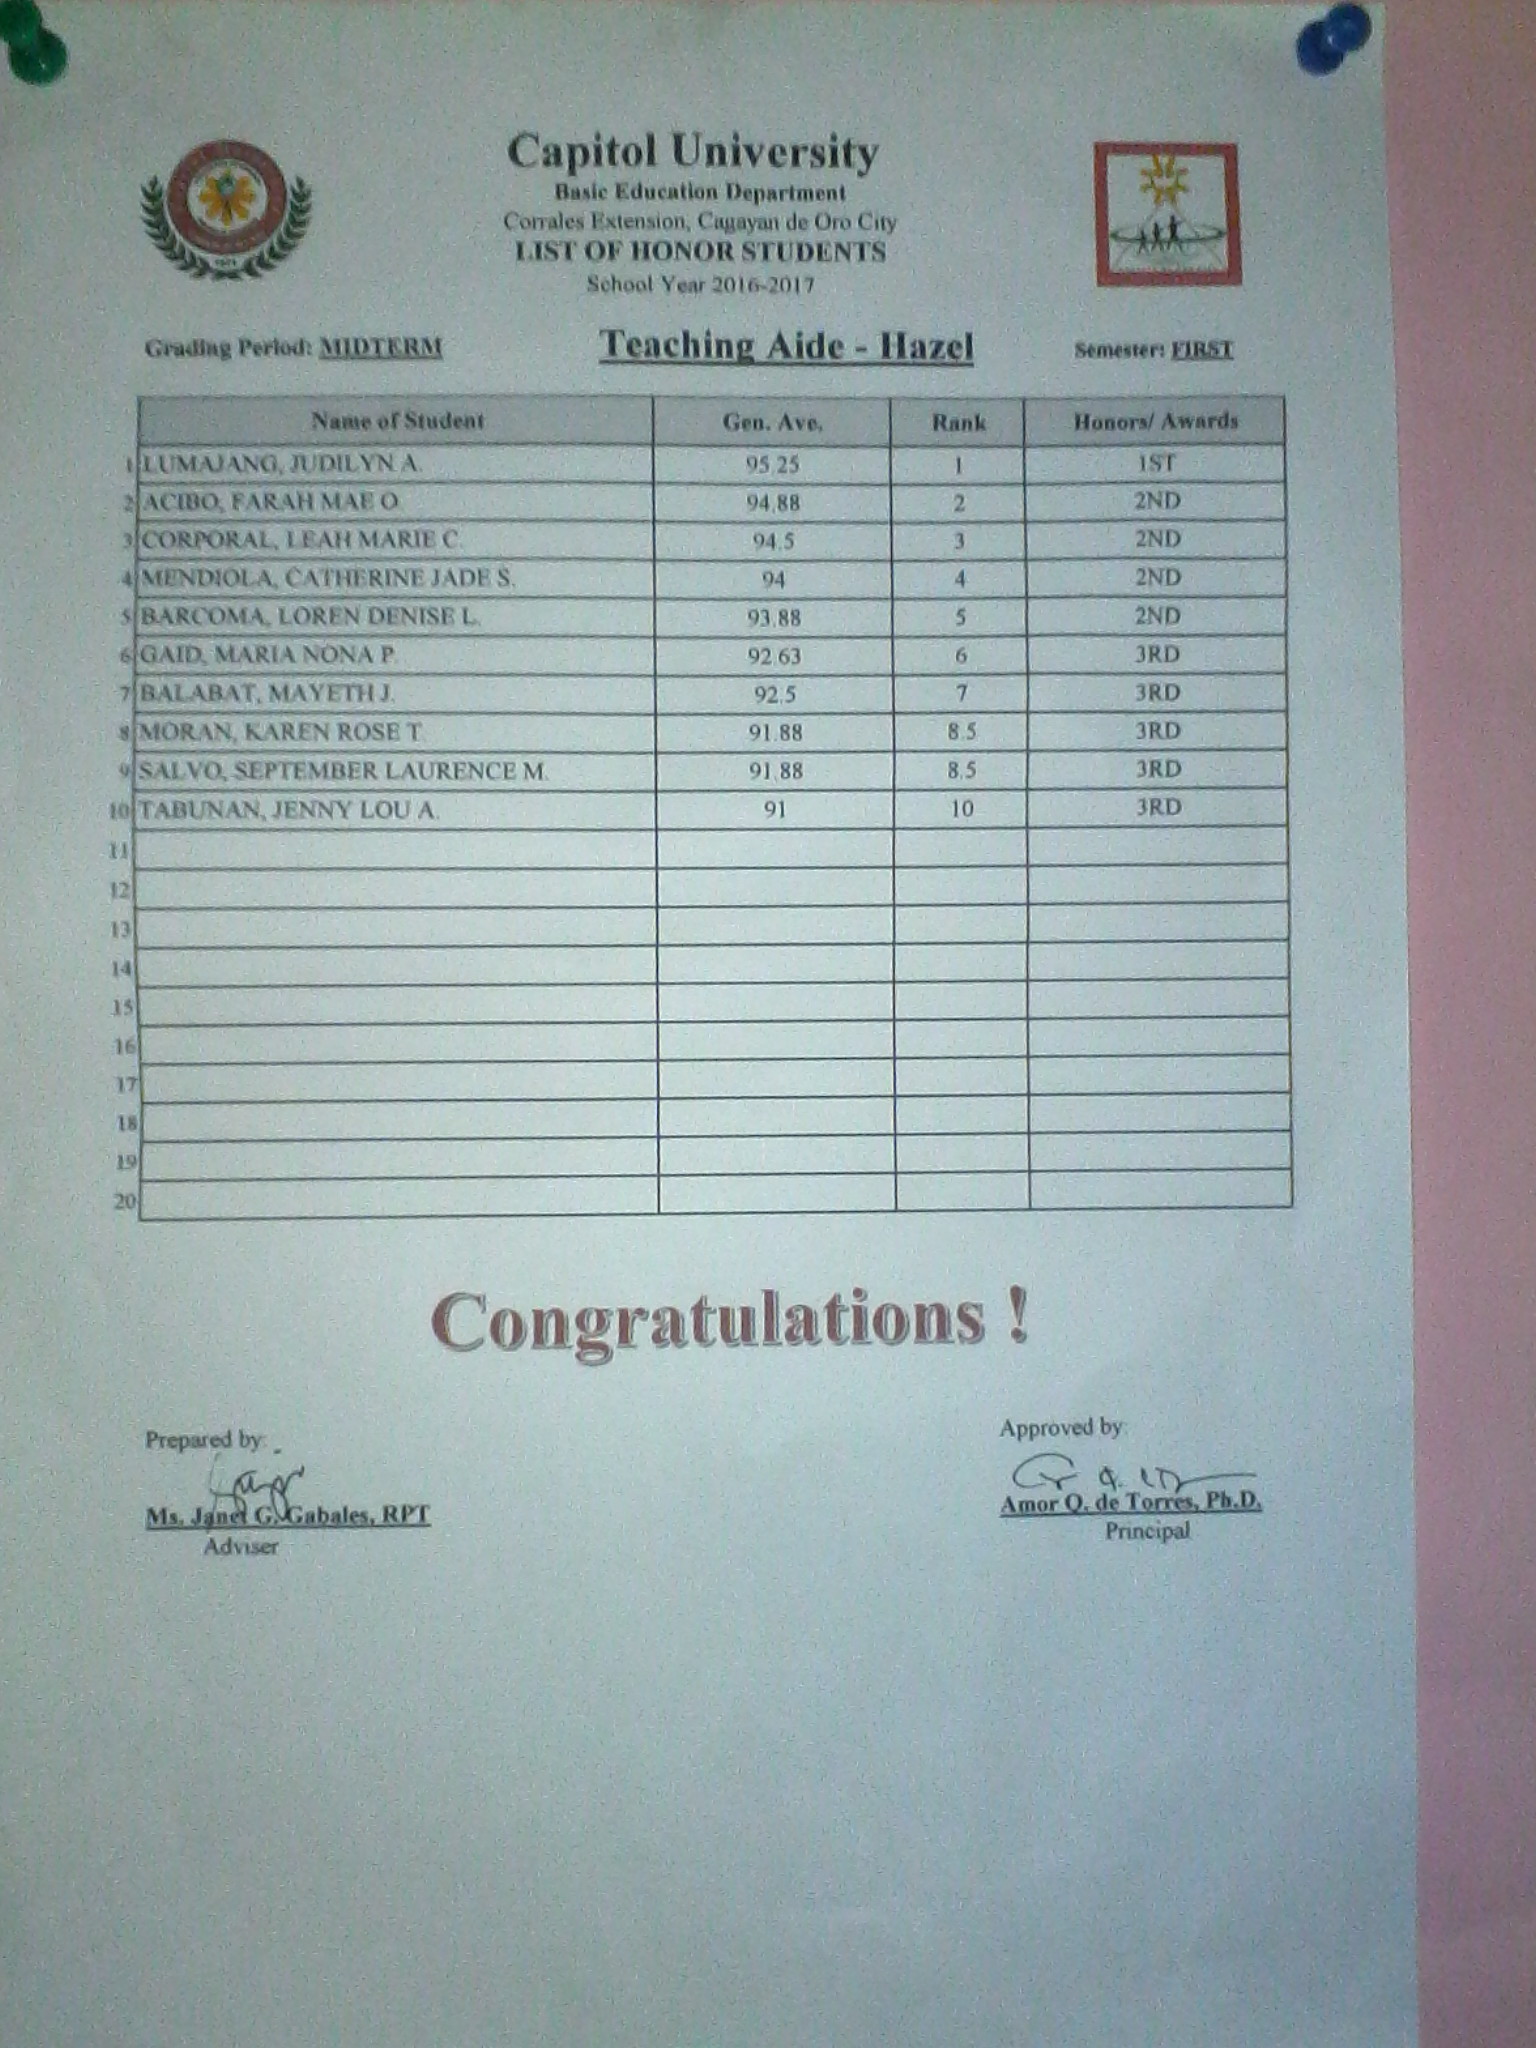 Capitol University
Basic Education Department
Corrales Extension, Cagayan de Oro City
LIST OF HONOR STUDENTS
School Year 2016-2017
Grading Period: MIDTERM Teaching Aide - Hazel Semester: FIRST
Name of Student Gen. Ave. Rank Honors/ Awards
1 LUMAJANG, JUDILYN A. 95.25 1 1ST
2 ACIBO, FARAH MAE O. 94.88 2 2ND
3 CORPORAL, LEAH MARIE C. 94.5 3 2ND
4 MENDIOLA, CATHERINE JADE S. 94 4 2ND
5 BARCOMA, LOREN DENISE L. 93.88 5 2ND
6 GAID, MARIA NONA P. 92.63 6 3RD
7 BALABAT, MAYETH J. 92.5 7 3RD
8 MORAN, KAREN ROSE T. 91.88 8.5 3RD
9 SALVO, SEPTEMBER LAURENCE M. 91.88 8.5 3RD
10 TABUNAN, JENNY LOU A. 91 10 3RD
11
12
13
14
15
16
17
18
19
20
Congratulations !
Prepared by: Approved by:
Ms. Janet G. Gabales, RPT Amor Q. de Torres, Ph.D.
Adviser Principal